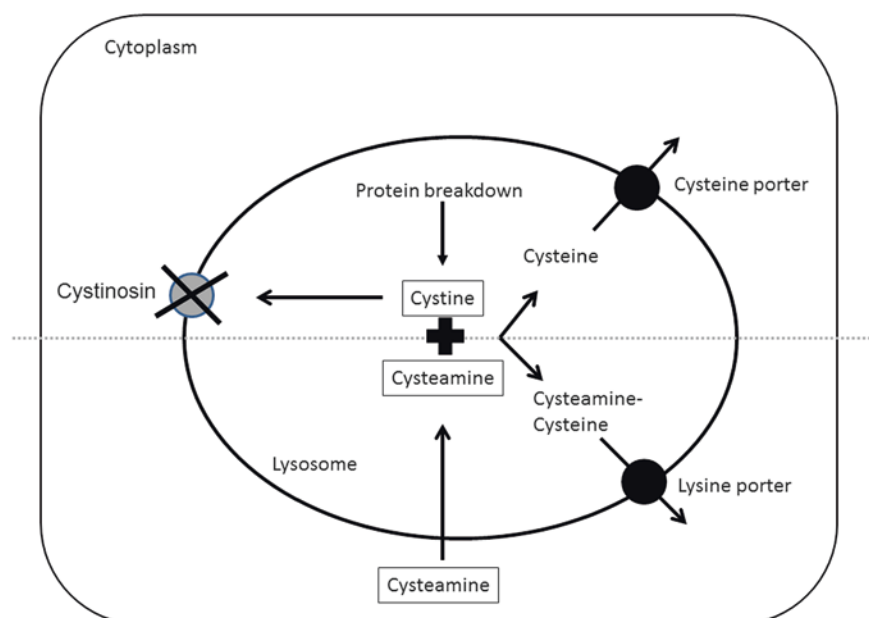 Cytoplasm
Protein breakdown
Cysteine porter
Cysteine
Cystinosin
Cystine
Cysteamine
Cysteamine-
Cysteine
Lysosome
Lysine porter
Cysteamine